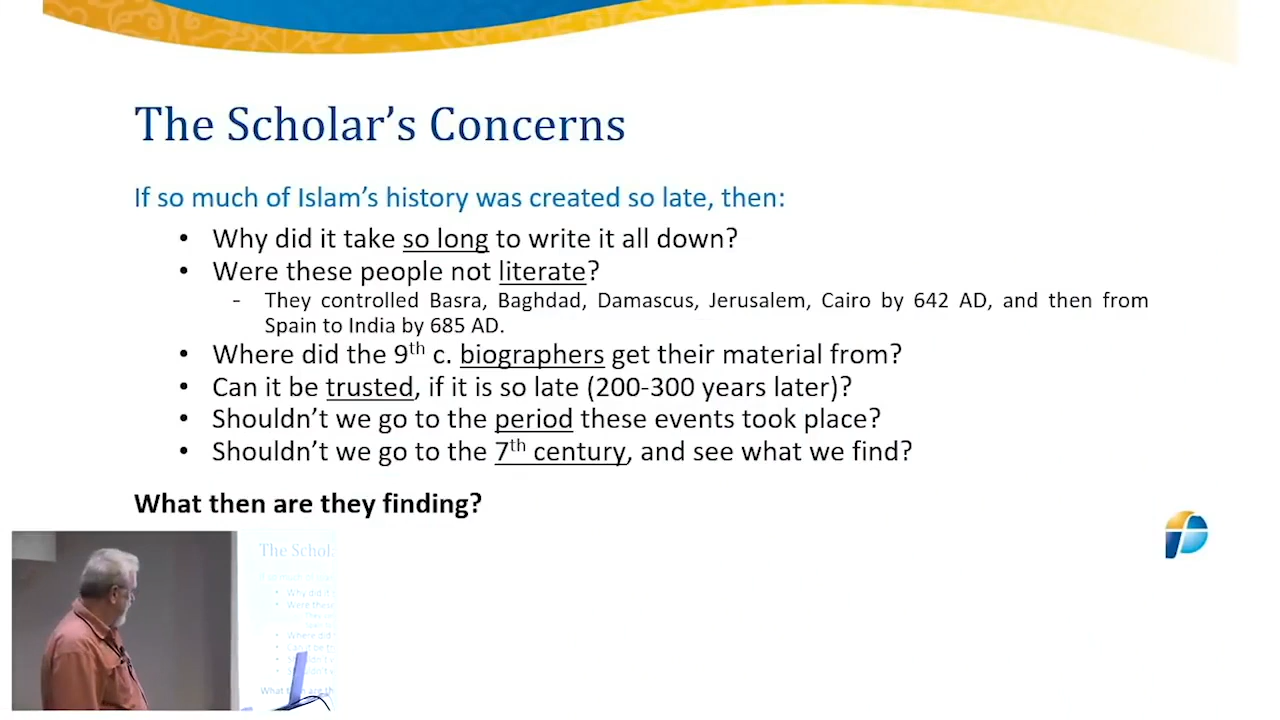 The Scholar's Concerns
If so much of Islam's history was created so late, then:
• Why did it take so long to write it all down?
• Were these people not literate?
- They controlled Basra, Baghdad, Damascus, Jerusalem, Cairo by 642 AD, and then from
Spain to India by 685 AD.
• Where did the 9th c. biographers get their material from?
• Can it be trusted, if it is so late (200-300 years later)?
• Shouldn't we go to the period these events took place?
• Shouldn't we go to the 7th century, and see what we find?
What then are they finding?
The Schol